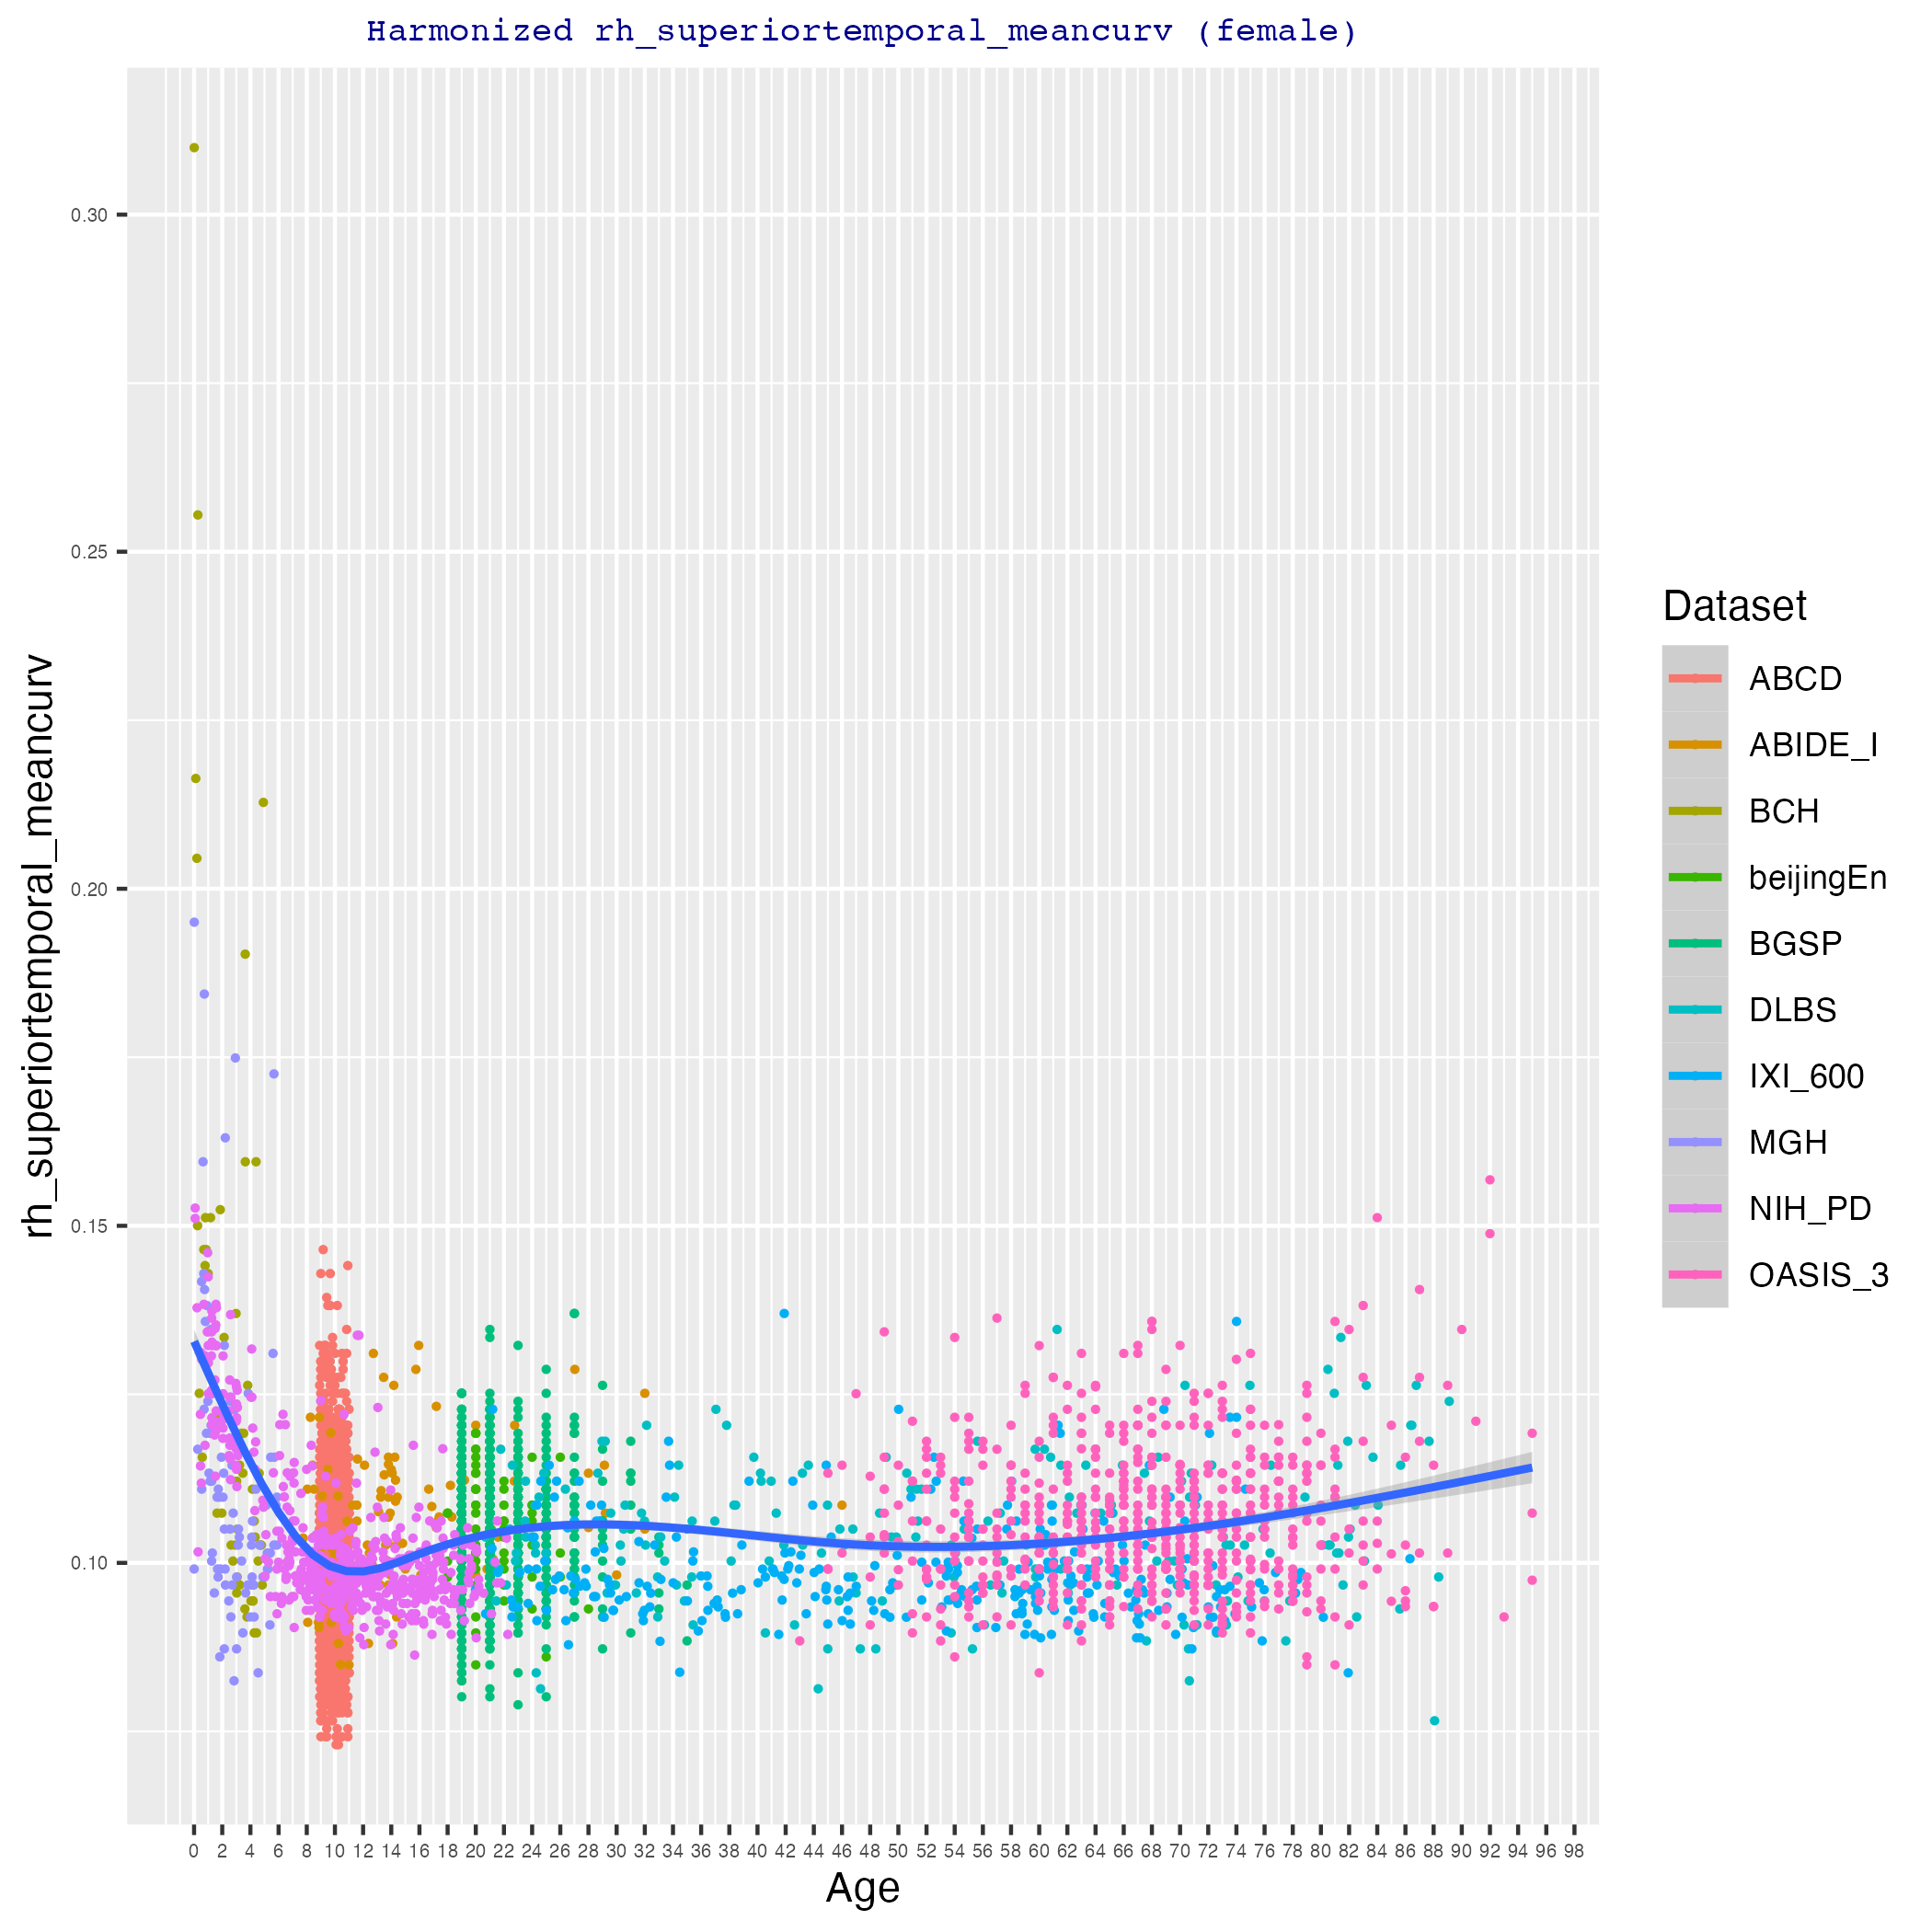 Harmonized rh_superiortemporal_meancurv (female)
rh_superiortemporal_meancurv
0.30
0.25
0.20
0.15
0.10
0 2 4 6 8 10 12 14 16 18 20 22 24 26 28 30 32 34 36 38 40 42 44 46 48 50 52 54 56 58 60 62 64 66 68 70 72 74 76 78 80 82 84 86 88 90 92 94 96 98
Age
Dataset
ABCD
ABIDE_I
BCH
beijingEn
BGSP
DLBS
IXI_600
MGH
NIH_PD
OASIS_3